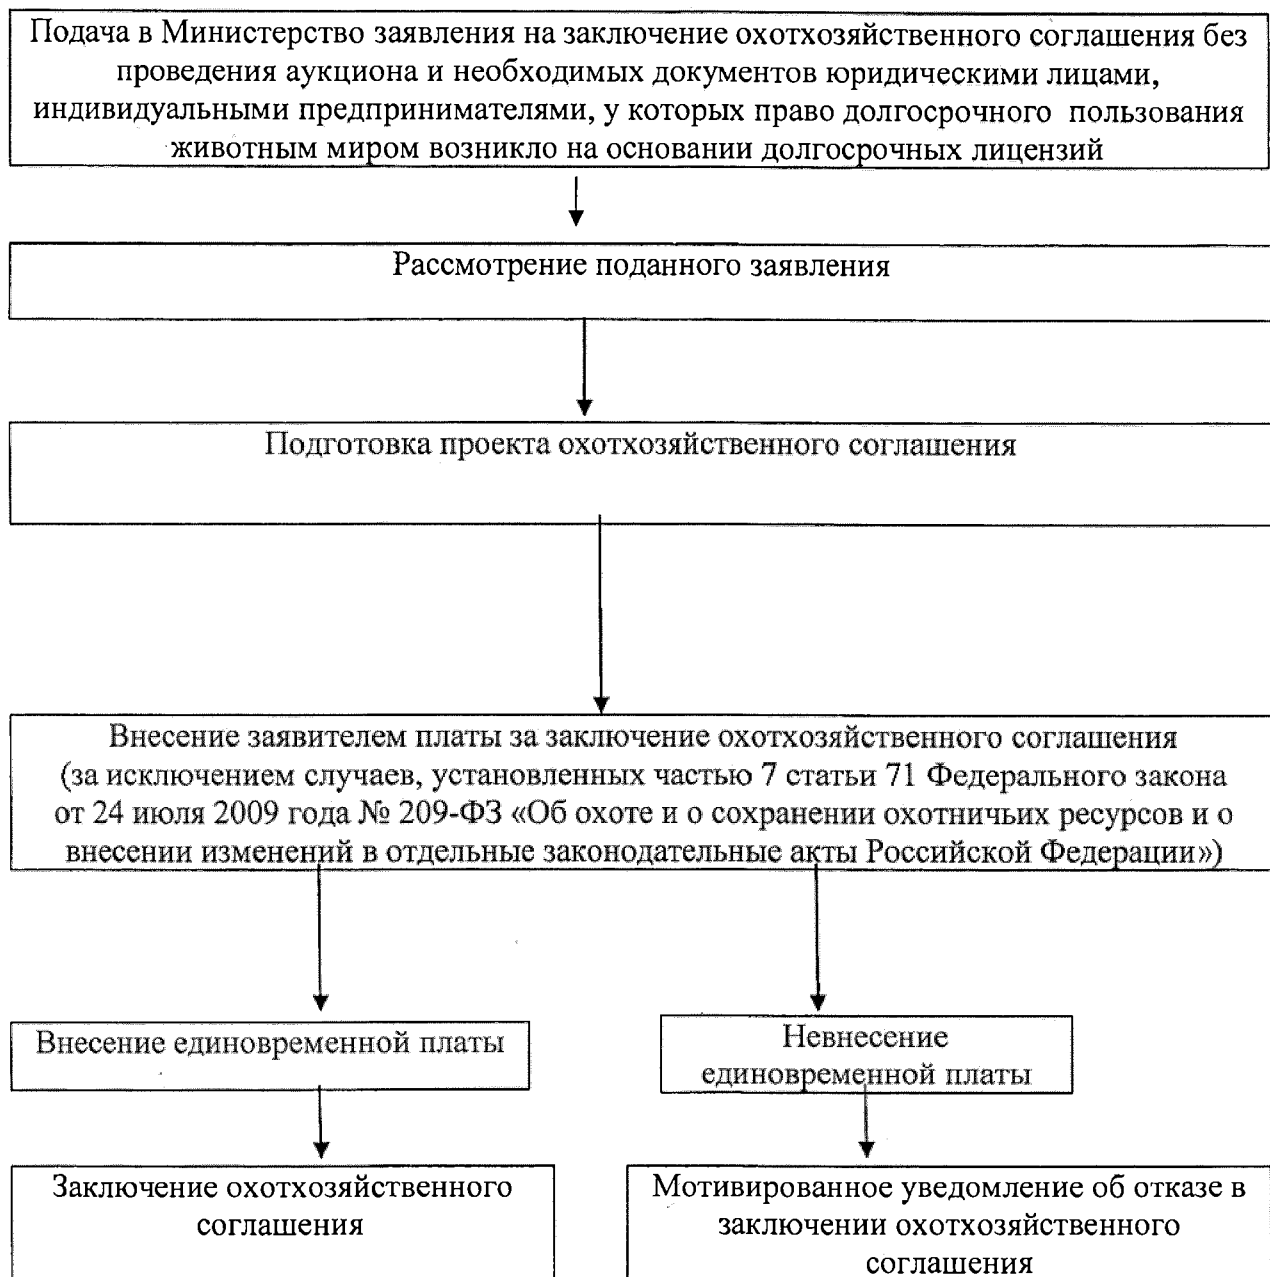 Подача в Министерство заявления на заключение охотхозяйственного соглашения без
проведения аукциона и необходимых документов юридическими лицами,
индивидуальными предпринимателями, у которых право долгосрочного пользования
животным миром возникло на основании долгосрочных лицензий
Рассмотрение поданного заявления
Подготовка проекта охотхозяйственного соглашения
Внесение заявителем платы за заключение охотхозяйственного соглашения
(за исключением случаев, установленных частью 7 статьи 71 Федерального закона
от 24 июля 2009 года № 209-ФЗ «Об охоте и о сохранении охотничьих ресурсов и о
внесении изменений в отдельные законодательные акты Российской Федерации»)
Внесение единовременной платы
Невнесение
единовременной платы
Заключение охотхозяйственного
соглашения
Мотивированное уведомление об отказе в
заключении охотхозяйственного
соглашения